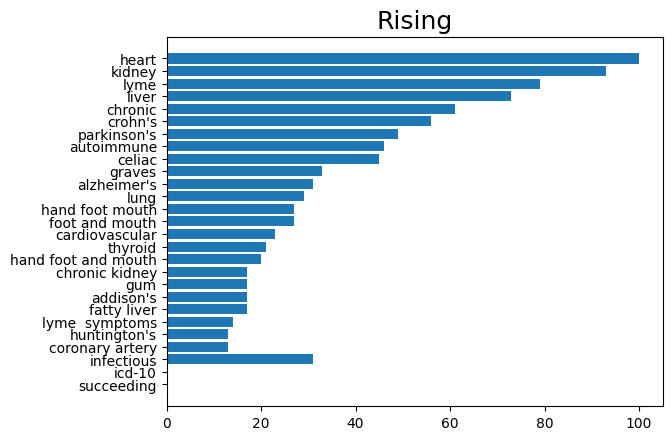 Rising
heart
kidney
lyme
liver
chronic
crohn's
parkinson's
autoimmune
celiac
graves
alzheimer's
lung
hand foot mouth
foot and mouth
cardiovascular
thyroid
hand foot and mouth
chronic kidney
gum
addison's
fatty liver
lyme  symptoms
huntington's
coronary artery
infectious
icd-10
succeeding
0 20 40 60 80 100